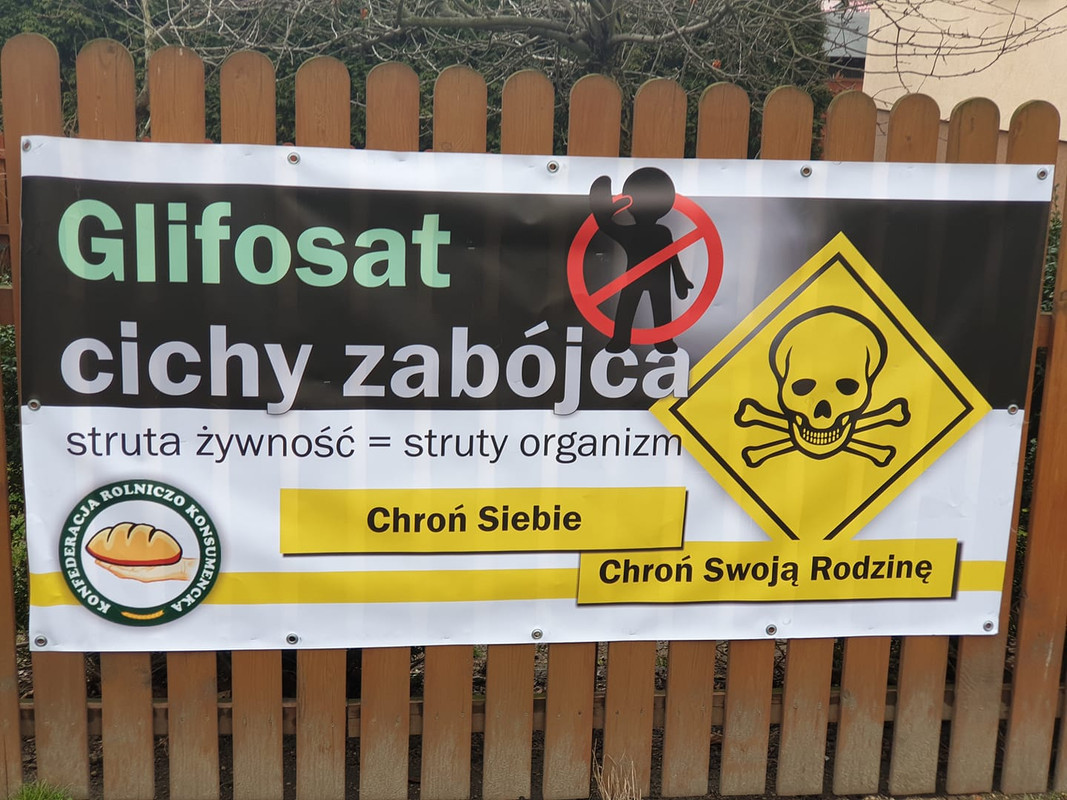 Glifosat
cichy zabójca
struta żywność = struty organizm
Chroń Siebie
Chroń Swoją Rodzinę
KONFEDERACJA ROLNICZO KONSUMENCKA